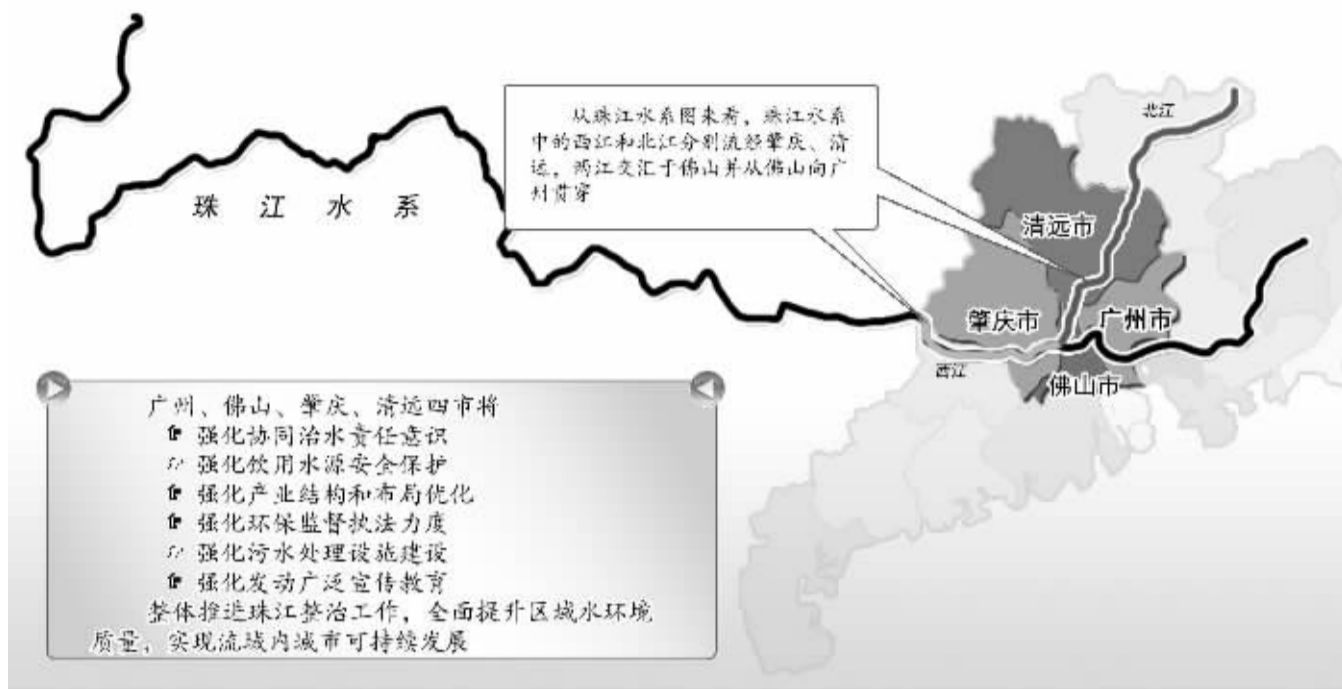 从珠江水系图来看，珠江水系
中的西江和北江分别流经肇庆、清
远，两江交汇于佛山并从佛山向广
州贯穿
北江
珠江水系
清远市
肇庆市
广州市
西江
佛山市
广州、佛山、肇庆、清远四市将
强化协同治水责任意识
强化饮用水源安全保护
强化产业结构和布局优化
强化环保监督执法力度
强化污水处理设施建设
强化发动广泛宣传教育
整体推进珠江整治工作，全面提升区域水环境
质量，实现流域内城市可持续发展